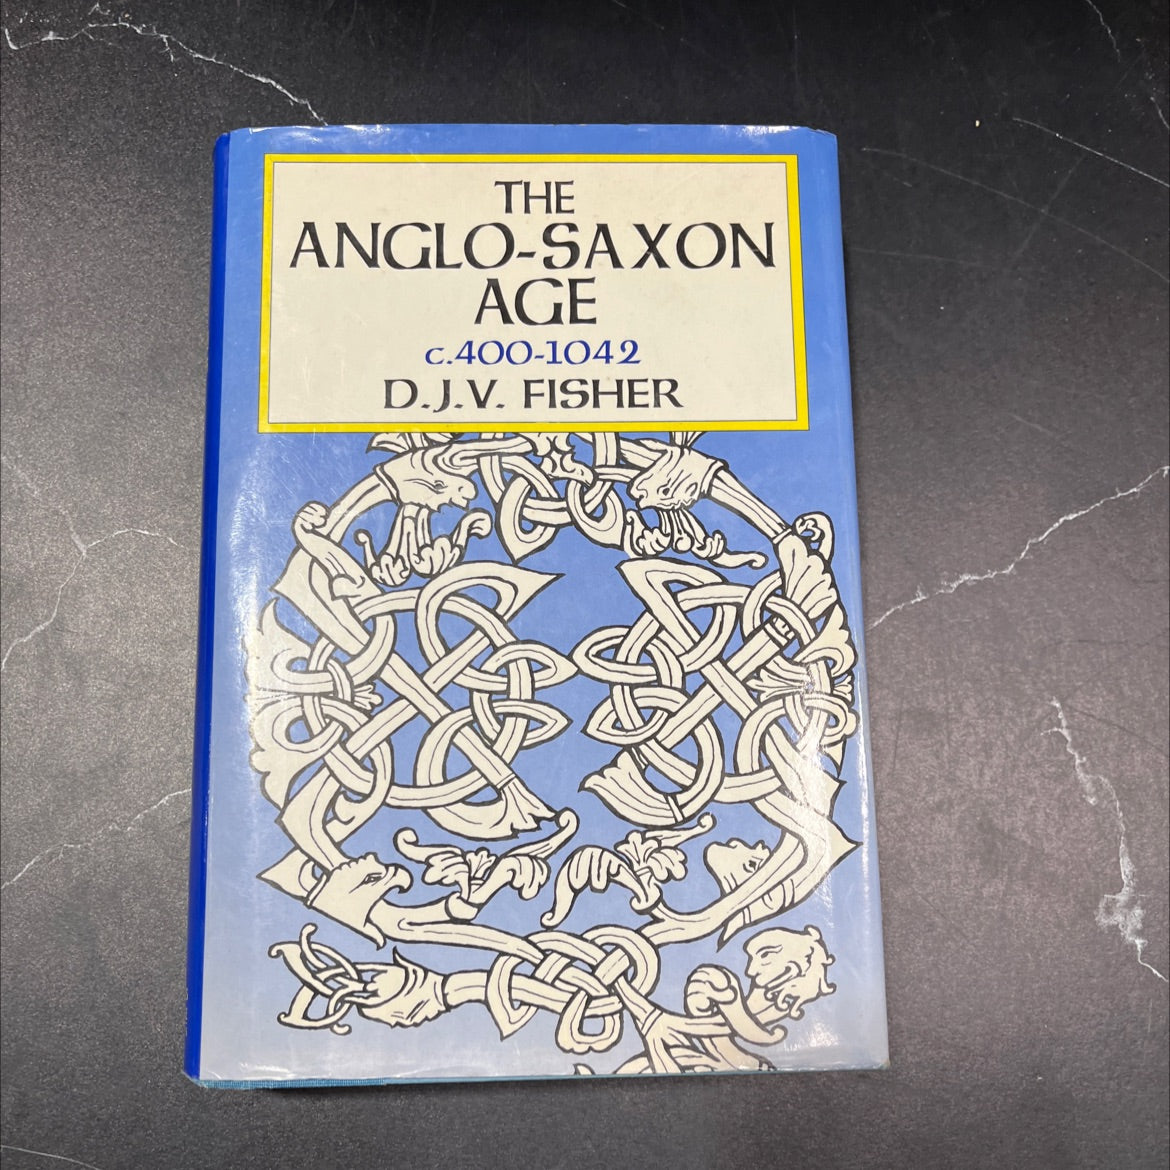 THE
ANGLO-SAXON
AGE
c.400-1042
D.J.V. FISHER